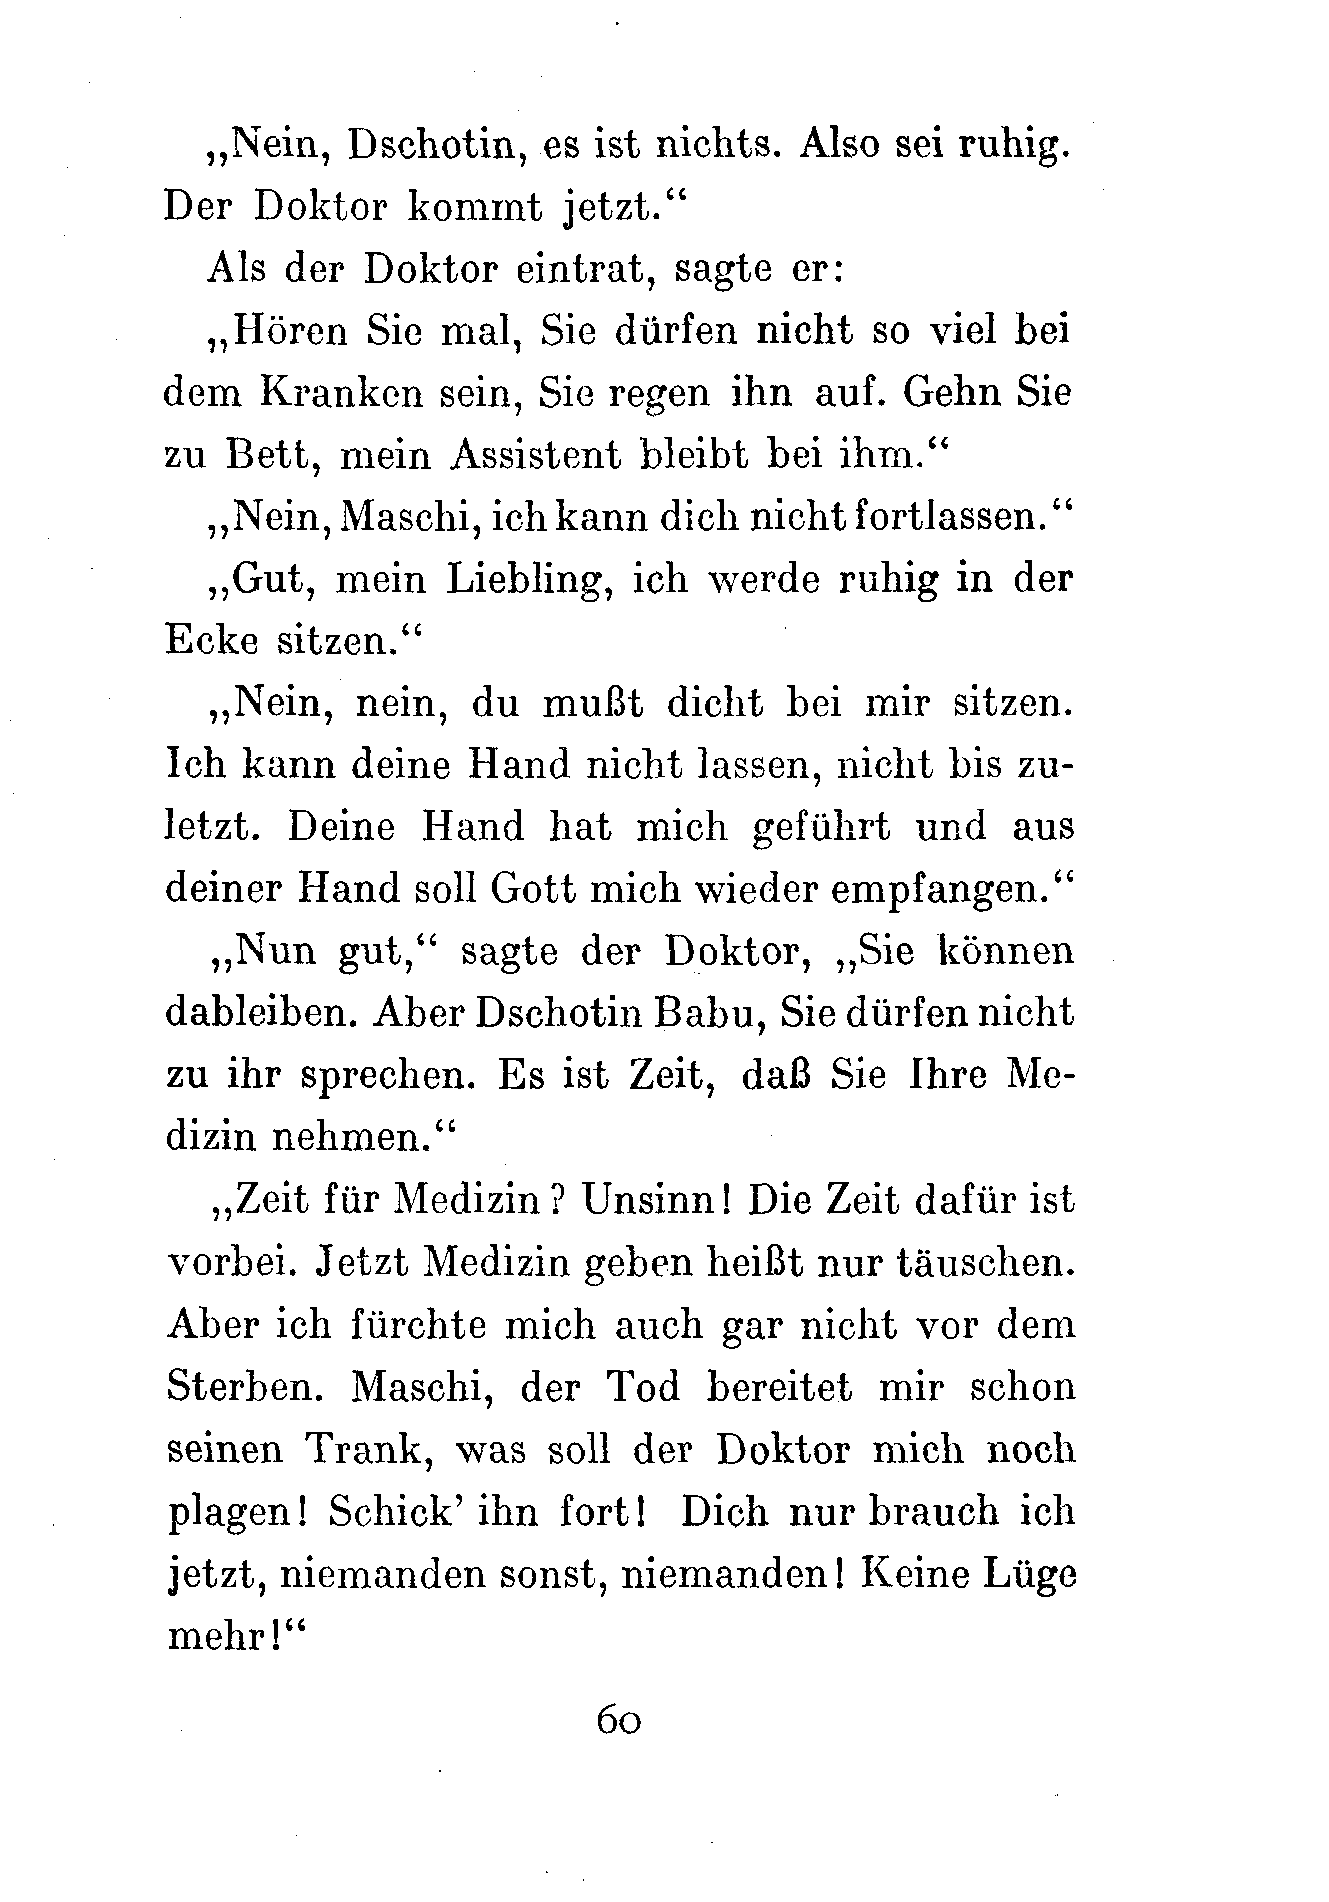 „Nein, Dschotin, es ist nichts. Also sei ruhig.
Der Doktor kommt jetzt.“
Als der Doktor eintrat, sagte er:
„Hören Sie mal, Sie dürfen nicht so viel bei
dem Kranken sein, Sie regen ihn auf. Gehn Sie
zu Bett, mein Assistent bleibt bei ihm.“
„Nein, Maschi, ich kann dich nicht fortlassen.“
„Gut, mein Liebling, ich werde ruhig in der
Ecke sitzen.“
„Nein, nein, du mußt dicht bei mir sitzen.
Ich kann deine Hand nicht lassen, nicht bis zu-
letzt. Deine Hand hat mich geführt und aus
deiner Hand soll Gott mich wieder empfangen.“
„Nun gut,“ sagte der Doktor, „Sie können
dableiben. Aber Dschotin Babu, Sie dürfen nicht
zu ihr sprechen. Es ist Zeit, daß Sie Ihre Me-
dizin nehmen.“
„Zeit für Medizin? Unsinn! Die Zeit dafür ist
vorbei. Jetzt Medizin geben heißt nur täuschen.
Aber ich fürchte mich auch gar nicht vor dem
Sterben. Maschi, der Tod bereitet mir schon
seinen Trank, was soll der Doktor mich noch
plagen! Schick’ ihn fort! Dich nur brauch ich
jetzt, niemanden sonst, niemanden! Keine Lüge
mehr!“
60